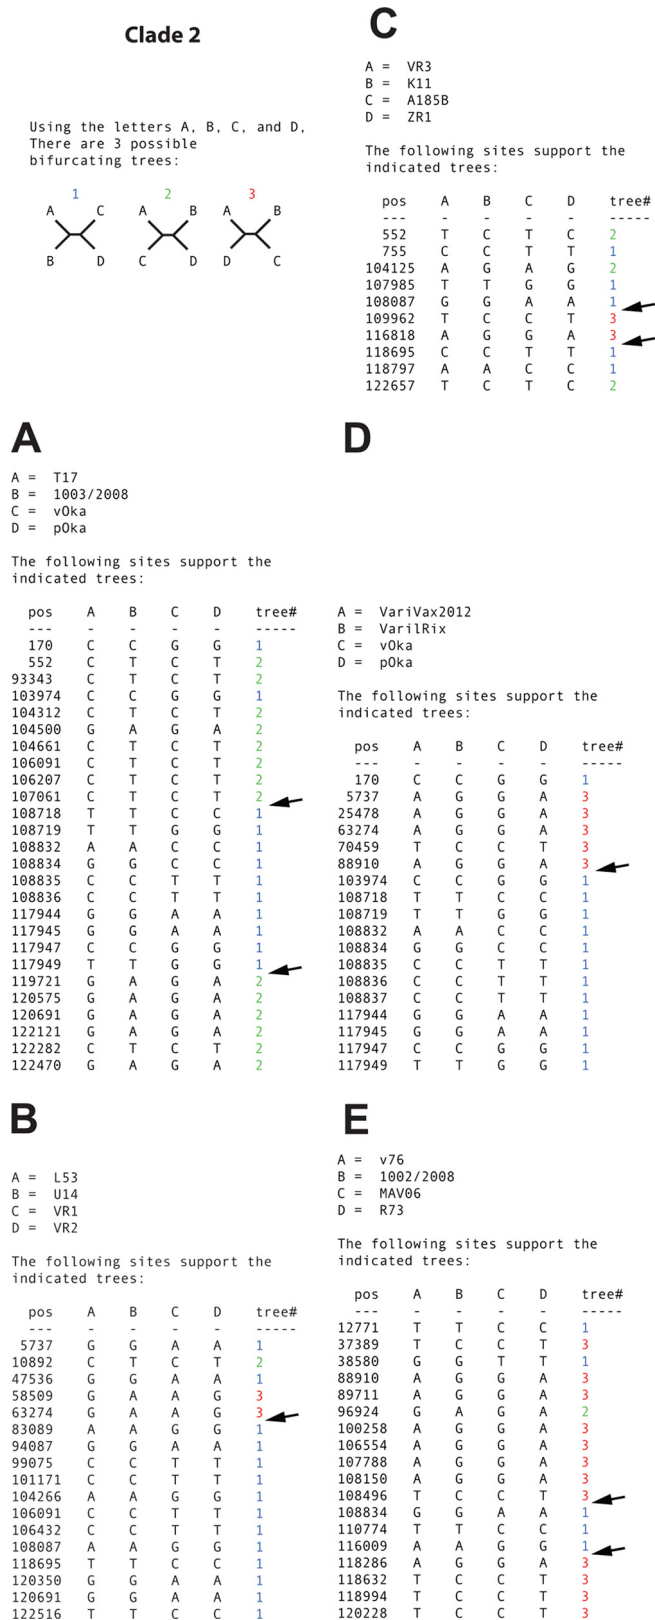 Clade 2
Using the letters A, B, C, and D,
There are 3 possible
bifurcating trees:
1 2 3
A C A B A B
B D C D D C
C
A = VR3
B = K11
C = A185B
D = ZR1
The following sites support the
indicated trees:
pos A B C D tree#
--- - - - - -----
552 T C T C 2
755 C C T T 1
104125 A G A G 2
107985 T T G G 1
108087 G G A A 1
109962 T C C T 3
116818 A G G A 3
118695 C C T T 1
118797 A A C C 1
122657 T C T C 2
A
A = T17
B = 1003/2008
C = vOka
D = pOka
The following sites support the
indicated trees:
pos A B C D tree#
--- - - - - -----
170 C C G G 1
552 C T C T 2
93343 C T C T 2
103974 C C G G 1
104312 C T C T 2
104500 G A G A 2
104661 C T C T 2
106091 C T C T 2
106207 C T C T 2
107061 C T C T 2
108718 T T C C 1
108719 T T G G 1
108832 A A C C 1
108834 G G C C 1
108835 C C T T 1
108836 C C T T 1
117944 G G A A 1
117945 G G A A 1
117947 C C G G 1
117949 T T G G 1
119721 G A G A 2
120575 G A G A 2
120691 G A G A 2
122121 G A G A 2
122282 C T C T 2
122470 G A G A 2
D
A = VariVax2012
B = VarilRix
C = vOka
D = pOka
The following sites support the
indicated trees:
pos A B C D tree#
--- - - - - -----
170 C C G G 1
5737 A G G A 3
25478 A G G A 3
63274 A G G A 3
70459 T C C T 3
88910 A G G A 3
103974 C C G G 1
108718 T T C C 1
108719 T T G G 1
108832 A A C C 1
108834 G G C C 1
108835 C C T T 1
108836 C C T T 1
108837 C C T T 1
117944 G G A A 1
117945 G G A A 1
117947 C C G G 1
117949 T T G G 1
B
A = L53
B = U14
C = VR1
D = VR2
The following sites support the
indicated trees:
pos A B C D tree#
--- - - - - -----
5737 G G A A 1
10892 C T C T 2
47536 G G A A 1
58509 G A A G 3
63274 G A A G 3
83089 A A G G 1
94087 G G A A 1
99075 C C T T 1
101171 C C T T 1
104266 A A G G 1
106091 C C T T 1
106432 C C T T 1
108087 A A G G 1
118695 T T C C 1
120350 G G A A 1
120691 G G A A 1
122516 T T C C 1
E
A = v76
B = 1002/2008
C = MAV06
D = R73
The following sites support the
indicated trees:
pos A B C D tree#
--- - - - - -----
12771 T T C C 1
37389 T C C T 3
38580 G G T T 1
88910 A G G A 3
89711 A G G A 3
96924 G A G A 2
100258 A G G A 3
106554 A G G A 3
107788 A G G A 3
108150 A G G A 3
108496 T C C T 3
108834 G G A A 1
110774 T T C C 1
116009 A A G G 1
118286 A G G A 3
118632 T C C T 3
118994 T C C T 3
120228 T C C T 3